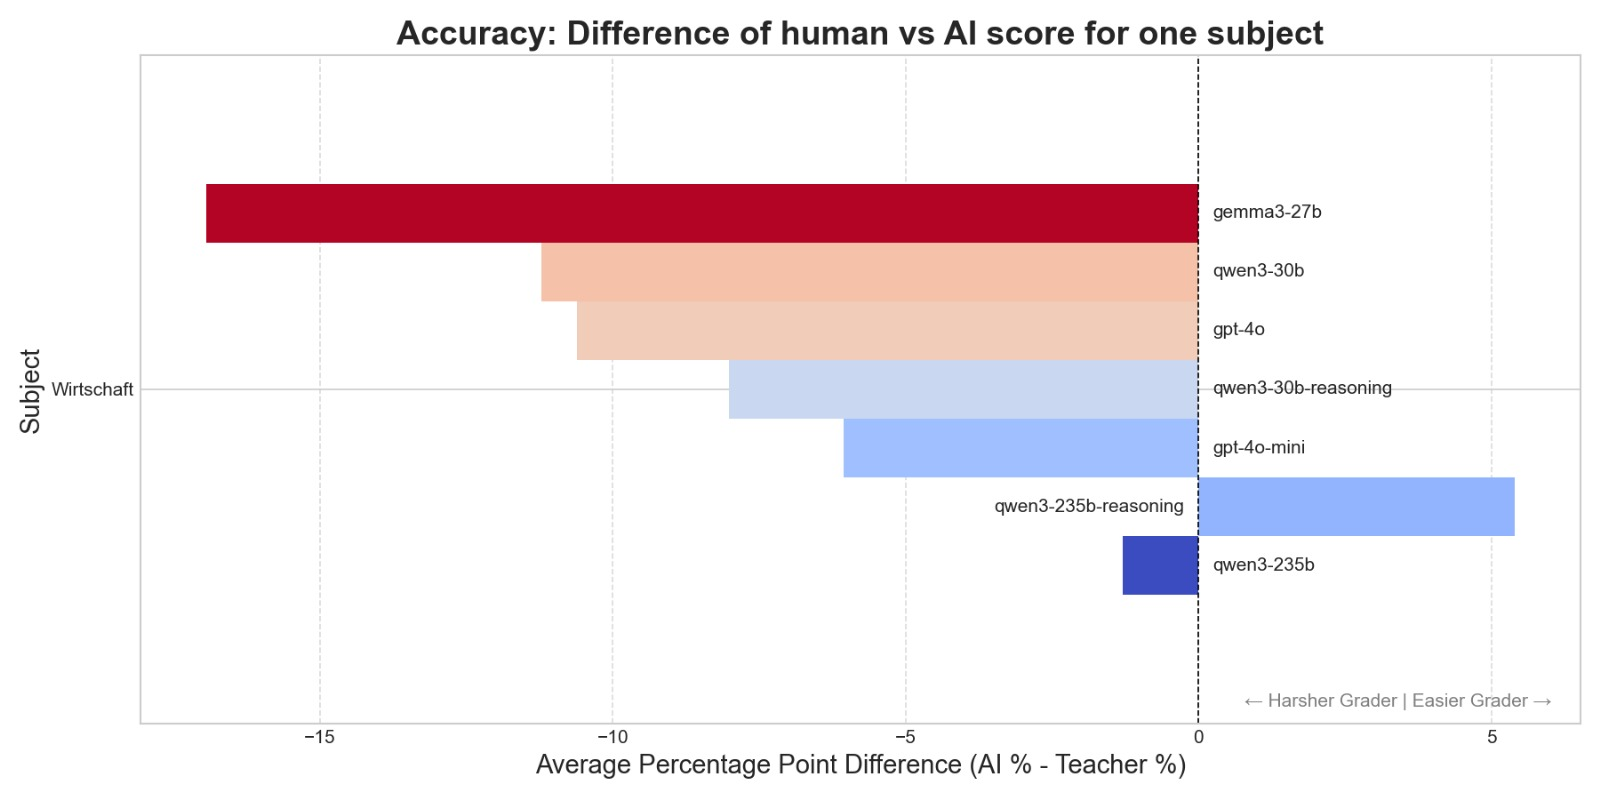 Accuracy: Difference of human vs AI score for one subject
gemma3-27b
qwen3-30b
gpt-4o
Subject
Wirtschaft
qwen3-30b-reasoning
gpt-4o-mini
qwen3-235b-reasoning
qwen3-235b
← Harsher Grader | Easier Grader →
−15
−10
−5
0
5
Average Percentage Point Difference (AI % - Teacher %)